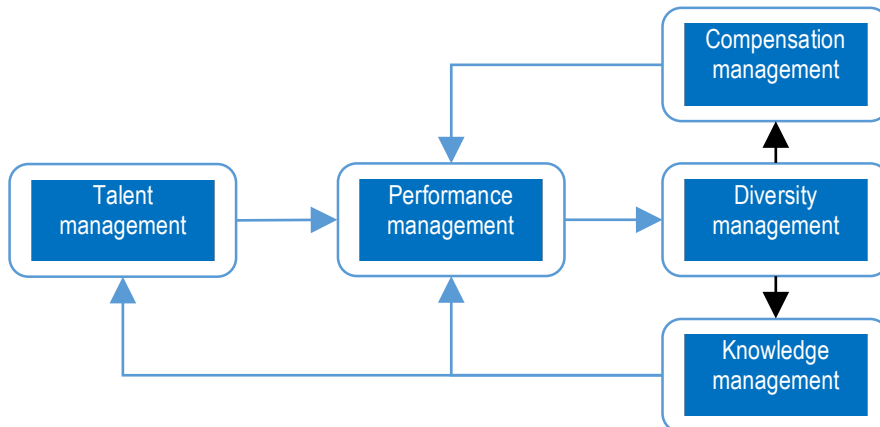 Compensation
management
Talent
management
Performance
management
Diversity
management
Knowledge
management